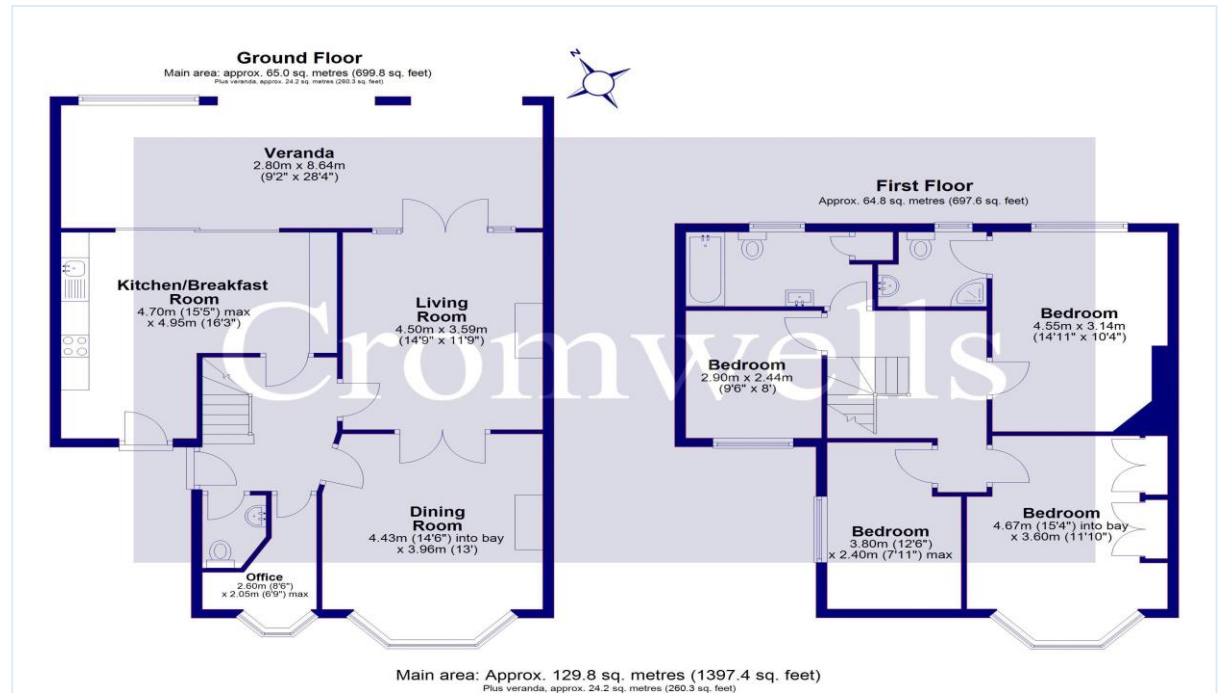 Ground Floor
Main area: approx. 65.0 sq. metres (699.8 sq. feet)
Plus veranda, approx. 24.2 sq. metres (260.3 sq. feet)
N
Veranda
2.80m x 8.64m
(9'2" x 28'4")
Kitchen/Breakfast
Room
4.70m (15'5") max
x 4.95m (16'3")
Living
Room
4.50m x 3.59m
(14'9" x 11'9")
Dining
Room
4.43m (14'6") into bay
x 3.96m (13')
Office
2.60m (8'6")
x 2.05m (6'9") max
First Floor
Approx. 64.8 sq. metres (697.6 sq. feet)
Bedroom
4.55m x 3.14m
(14'11" x 10'4")
Bedroom
2.90m x 2.44m
(9'6" x 8')
Bedroom
3.80m (12'6")
x 2.40m (7'11") max
Bedroom
4.67m (15'4") into bay
x 3.60m (11'10")
Cromwells
Main area: Approx. 129.8 sq. metres (1397.4 sq. feet)
Plus veranda, approx. 24.2 sq. metres (260.3 sq. feet)